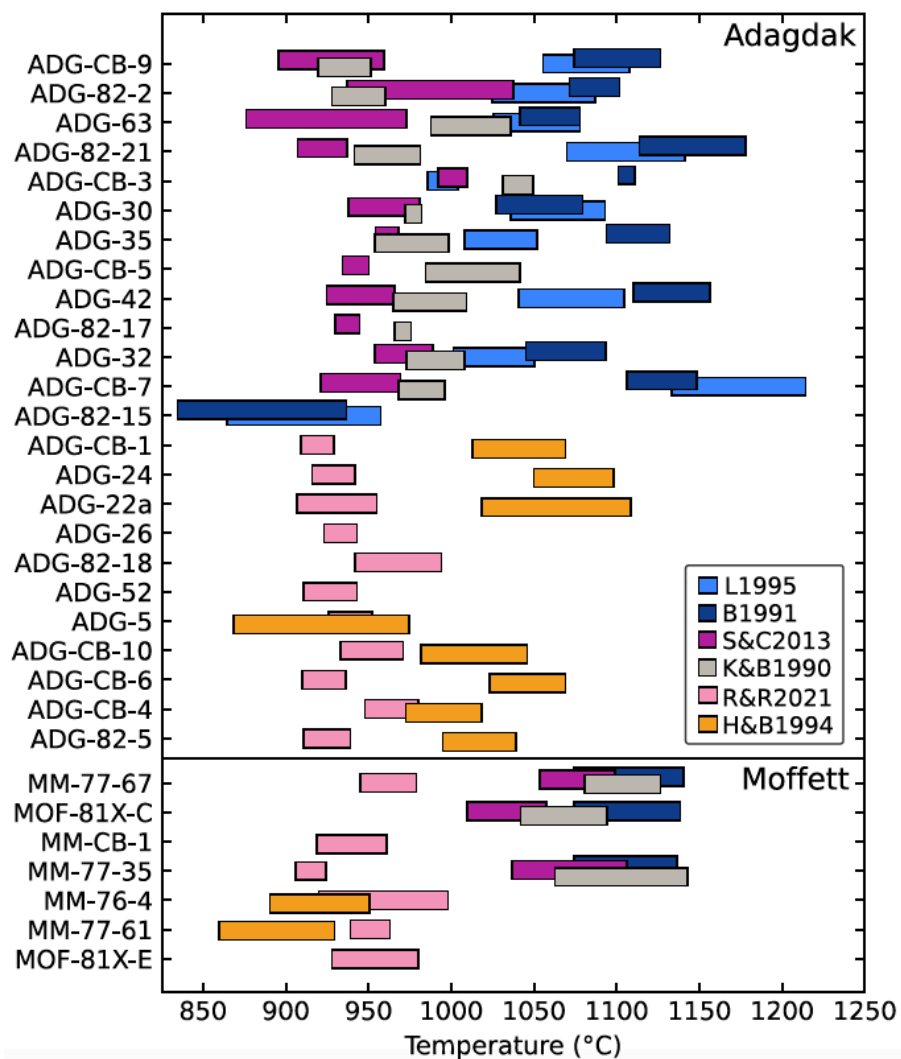 Adagdak
ADG-CB-9
ADG-82-2
ADG-63
ADG-82-21
ADG-CB-3
ADG-30
ADG-35
ADG-CB-5
ADG-42
ADG-82-17
ADG-32
ADG-CB-7
ADG-82-15
ADG-CB-1
ADG-24
ADG-22a
ADG-26
ADG-82-18
ADG-52
ADG-5
ADG-CB-10
ADG-CB-6
ADG-CB-4
ADG-82-5
L1995
B1991
S&C2013
K&B1990
R&R2021
H&B1994
Moffett
MM-77-67
MOF-81X-C
MM-CB-1
MM-77-35
MM-76-4
MM-77-61
MOF-81X-E
850 900 950 1000 1050 1100 1150 1200 1250
Temperature (°C)